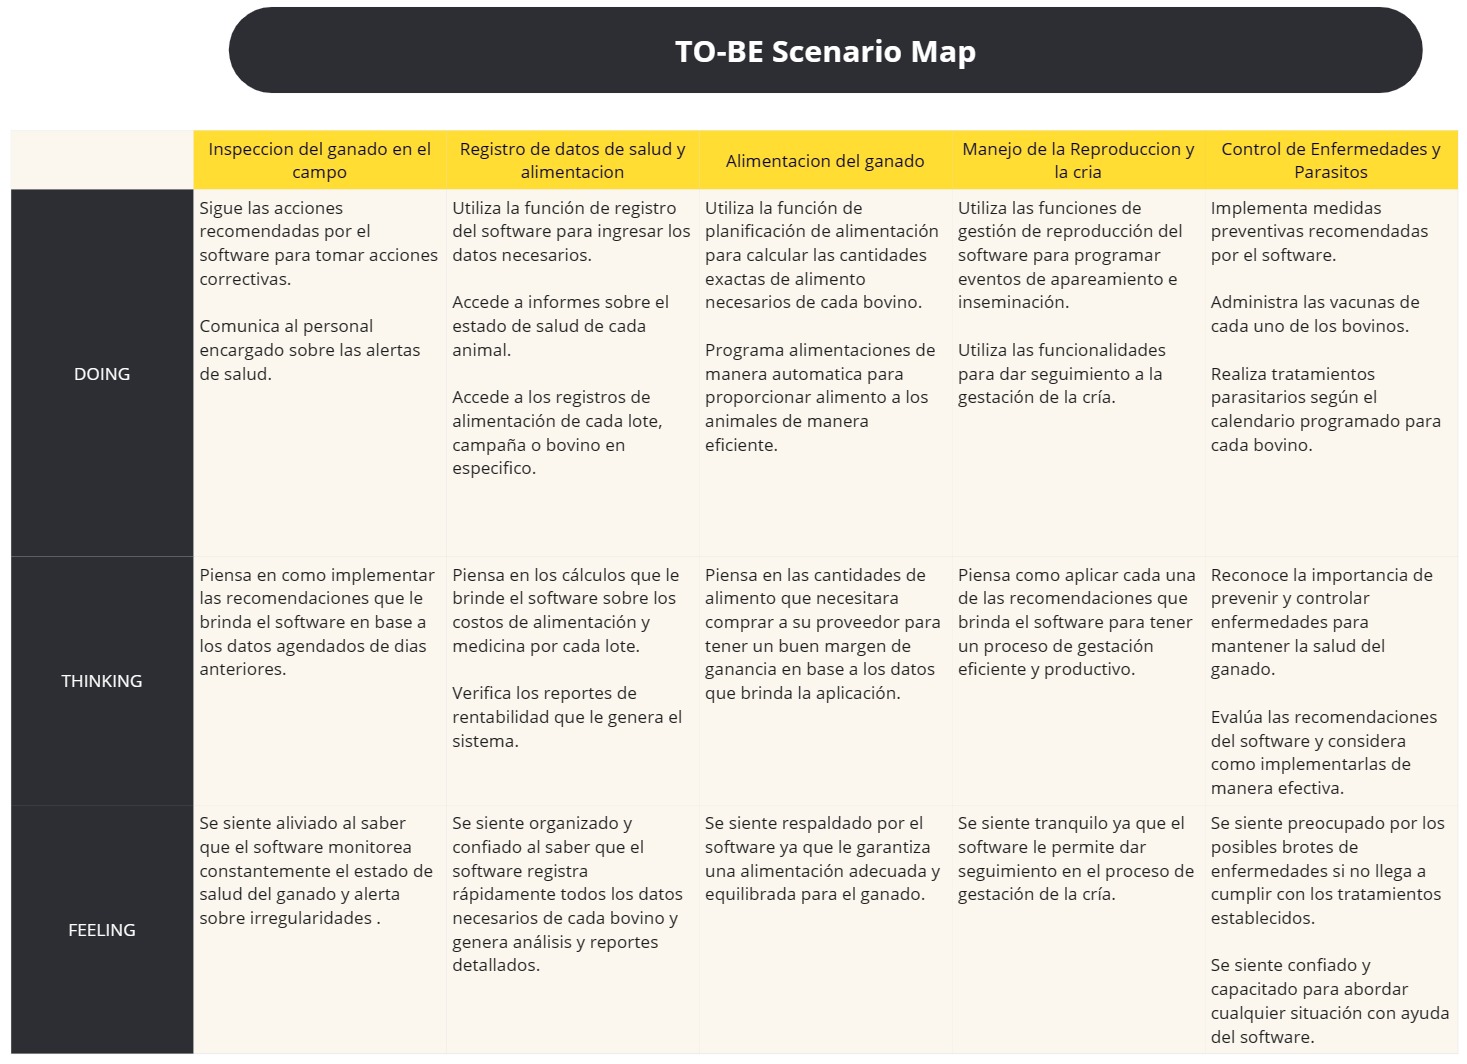 TO-BE Scenario Map
Inspeccion del ganado en el
campo
Registro de datos de salud y
alimentacion
Alimentacion del ganado
Manejo de la Reproduccion y
la cria
Control de Enfermedades y
Parasitos
DOING
Sigue las acciones
recomendadas por el
software para tomar acciones
correctivas.
Comunica al personal
encargado sobre las alertas
de salud.
Utiliza la función de registro
del software para ingresar los
datos necesarios.
Accede a informes sobre el
estado de salud de cada
animal.
Accede a los registros de
alimentación de cada lote,
campaña o bovino en
especifico.
Utiliza la función de
planificación de alimentación
para calcular las cantidades
exactas de alimento
necesarios de cada bovino.
Programa alimentaciones de
manera automatica para
proporcionar alimento a los
animales de manera
eficiente.
Utiliza las funciones de
gestión de reproducción del
software para programar
eventos de apareamiento e
inseminación.
Utiliza las funcionalidades
para dar seguimiento a la
gestación de la cría.
Implementa medidas
preventivas recomendadas
por el software.
Administra las vacunas de
cada uno de los bovinos.
Realiza tratamientos
parasitarios según el
calendario programado para
cada bovino.
THINKING
Piensa en como implementar
las recomendaciones que le
brinda el software en base a
los datos agendados de dias
anteriores.
Piensa en los cálculos que le
brinde el software sobre los
costos de alimentación y
medicina por cada lote.
Verifica los reportes de
rentabilidad que le genera el
sistema.
Piensa en las cantidades de
alimento que necesitara
comprar a su proveedor para
tener un buen margen de
ganancia en base a los datos
que brinda la aplicación.
Piensa como aplicar cada una
de las recomendaciones que
brinda el software para tener
un proceso de gestación
eficiente y productivo.
Reconoce la importancia de
prevenir y controlar
enfermedades para
mantener la salud del
ganado.
Evalúa las recomendaciones
del software y considera
como implementarlas de
manera efectiva.
FEELING
Se siente aliviado al saber
que el software monitorea
constantemente el estado de
salud del ganado y alerta
sobre irregularidades .
Se siente organizado y
confiado al saber que el
software registra
rápidamente todos los datos
necesarios de cada bovino y
genera análisis y reportes
detallados.
Se siente respaldado por el
software ya que le garantiza
una alimentación adecuada y
equilibrada para el ganado.
Se siente tranquilo ya que el
software le permite dar
seguimiento en el proceso de
gestación de la cría.
Se siente preocupado por los
posibles brotes de
enfermedades si no llega a
cumplir con los tratamientos
establecidos.
Se siente confiado y
capacitado para abordar
cualquier situación con ayuda
del software.